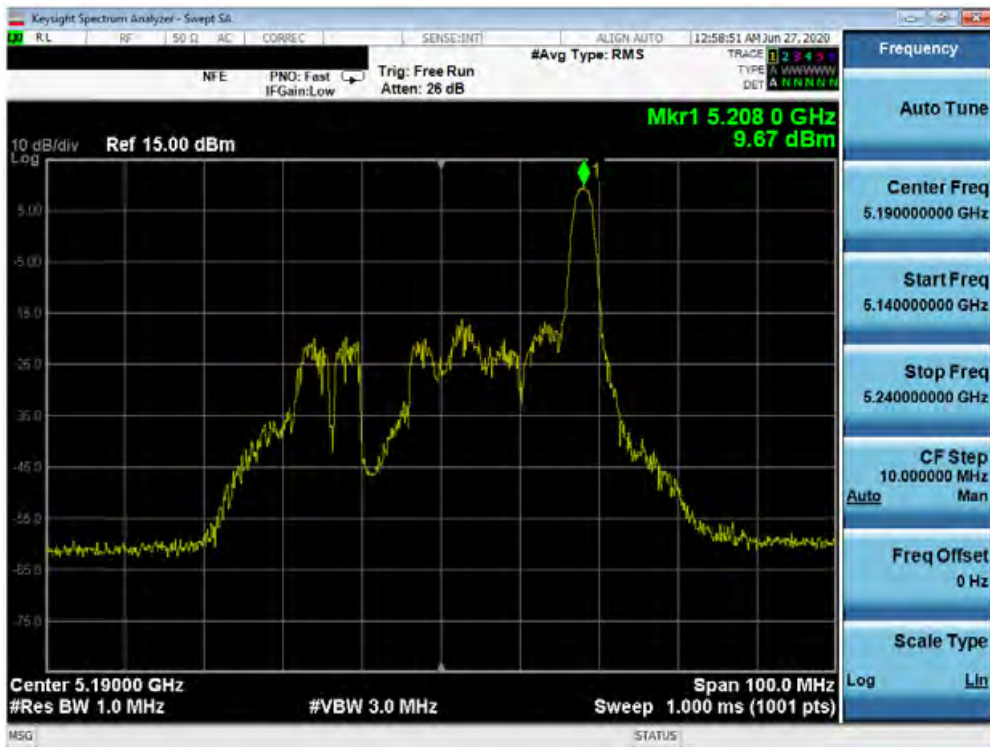 Keysight Spectrum Analyzer - Swept SA
RL RF 50 Ω AC CORREC SENSE:INT ALIGN AUTO 12:58:51 AM Jun 27, 2020
#Avg Type: RMS
TRACE 1 2 3 4 5 6
TYPE A WWWWW
DET A N N N N N
NFE
PNO: Fast
IFGain:Low
Trig: Free Run
Atten: 26 dB
Mkr1 5.208 0 GHz
9.67 dBm
10 dB/div
Log
Ref 15.00 dBm
1
5.00
-5.00
-15.0
-25.0
-35.0
-45.0
-55.0
-65.0
-75.0
Center 5.19000 GHz
Span 100.0 MHz
#Res BW 1.0 MHz
#VBW 3.0 MHz
Sweep 1.000 ms (1001 pts)
MSG
STATUS
Frequency
Auto Tune
Center Freq
5.190000000 GHz
Start Freq
5.140000000 GHz
Stop Freq
5.240000000 GHz
CF Step
10.000000 MHz
Auto Man
Freq Offset
0 Hz
Scale Type
Log Lin